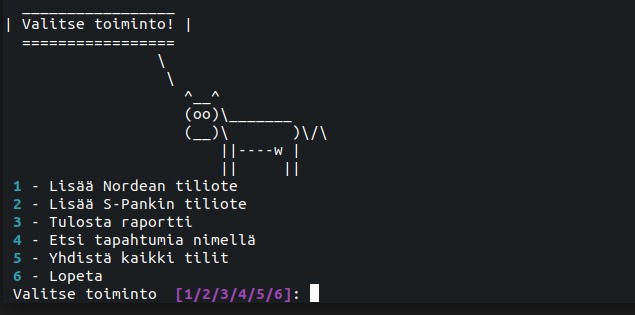 _________________
| Valitse toiminto! |
  =================
                 \
                  \
                    ^__^
                    (oo)\_______
                    (__)\       )\/\
                        ||----w |
                        ||     ||
1 - Lisää Nordean tiliote
2 - Lisää S-Pankin tiliote
3 - Tulosta raportti
4 - Etsi tapahtumia nimellä
5 - Yhdistä kaikki tilit
6 - Lopeta
Valitse toiminto  [1/2/3/4/5/6]: